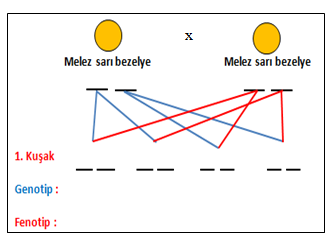 x
Melez sarı bezelye Melez sarı bezelye
1. Kuşak
Genotip :
Fenotip :